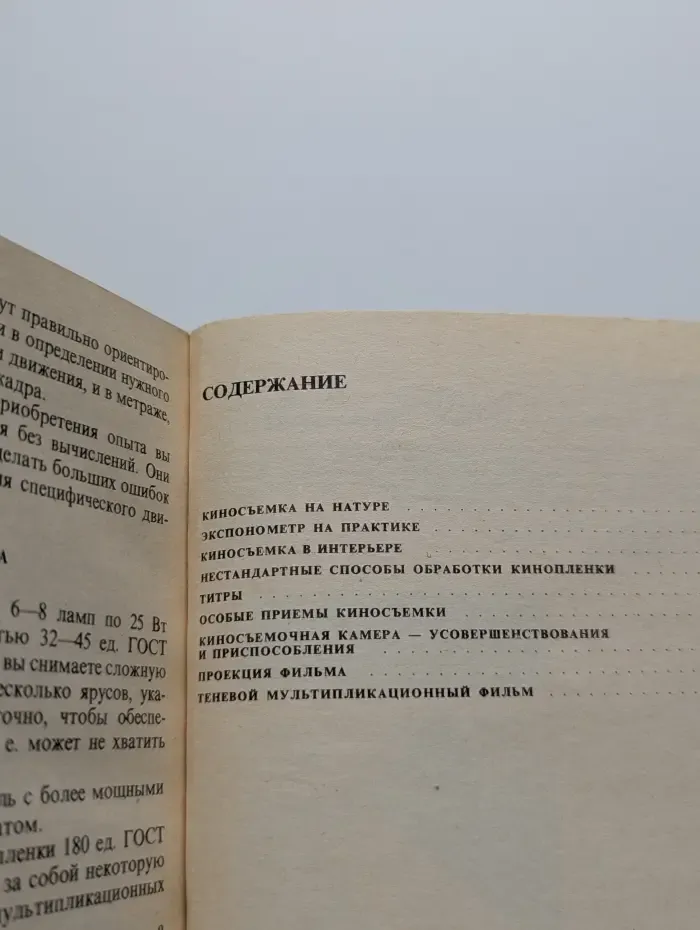 ут правильно ориентиро-
и в определении нужного
и движения, и в метраже,
кадра.
приобретения опыта вы
я без вычислений. Они
делать больших ошибок
ия специфического дви-
А
6—8 ламп по 25 Вт
тью 32—45 ед. ГОСТ
вы снимаете сложную
есколько ярусов, ука-
точно, чтобы обеспе-
е. может не хватить
ль с более мощными
атом.
пленки 180 ед. ГОСТ
за собой некоторую
мультипликационных
СОДЕРЖАНИЕ
КИНОСЪЕМКА НА НАТУРЕ
ЭКСПОНОМЕТР НА ПРАКТИКЕ
КИНОСЪЕМКА В ИНТЕРЬЕРЕ
НЕСТАНДАРТНЫЕ СПОСОБЫ ОБРАБОТКИ КИНОПЛЕНКИ
ТИТРЫ
ОСОБЫЕ ПРИЕМЫ КИНОСЪЕМКИ
КИНОСЪЕМОЧНАЯ КАМЕРА — УСОВЕРШЕНСТВОВАНИЯ
И ПРИСПОСОБЛЕНИЯ
ПРОЕКЦИЯ ФИЛЬМА
ТЕНЕВОЙ МУЛЬТИПЛИКАЦИОННЫЙ ФИЛЬМ